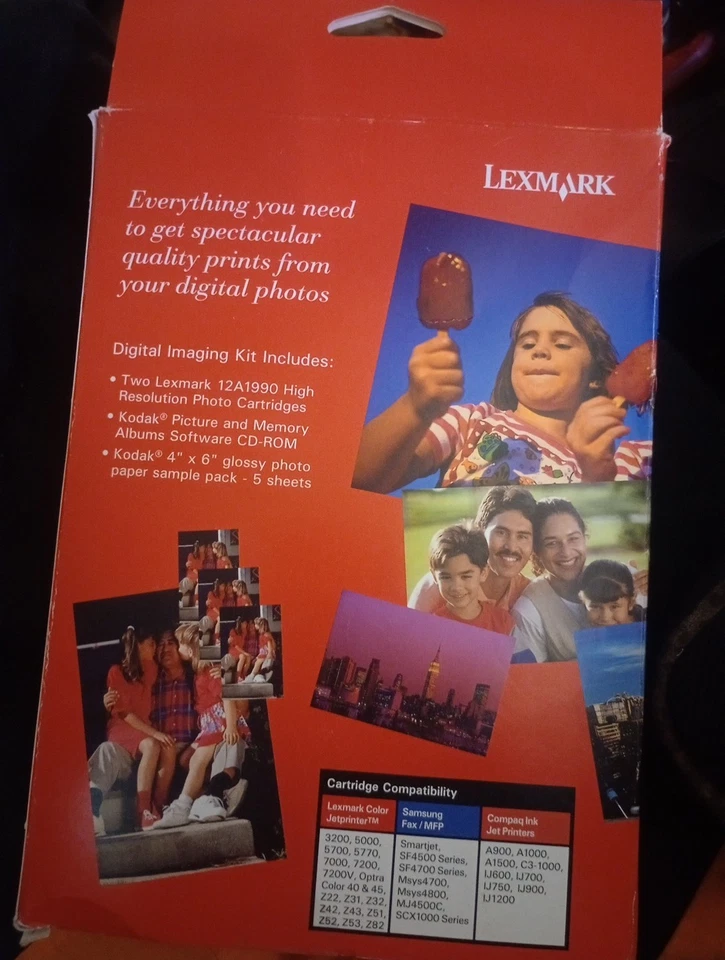 LEXMARK
Everything you need
to get spectacular
quality prints from
your digital photos
Digital Imaging Kit Includes:
• Two Lexmark 12A1990 High
Resolution Photo Cartridges
• Kodak® Picture and Memory
Albums Software CD-ROM
• Kodak® 4" x 6" glossy photo
paper sample pack - 5 sheets
Cartridge Compatibility
Lexmark Color
Jetprinter™
3200, 5000,
5700, 5770,
7000, 7200,
7200V, Optra
Color 40 & 45,
Z22, Z31, Z32,
Z42, Z43, Z51,
Z52, Z53, Z82
Samsung
Fax / MFP
Smartjet,
SF4500 Series,
SF4700 Series,
Msys4700,
Msys4800,
MJ4500C,
SCX1000 Series
Compaq Ink
Jet Printers
A900, A1000,
A1500, C3-1000,
IJ600, IJ700,
IJ750, IJ900,
IJ1200